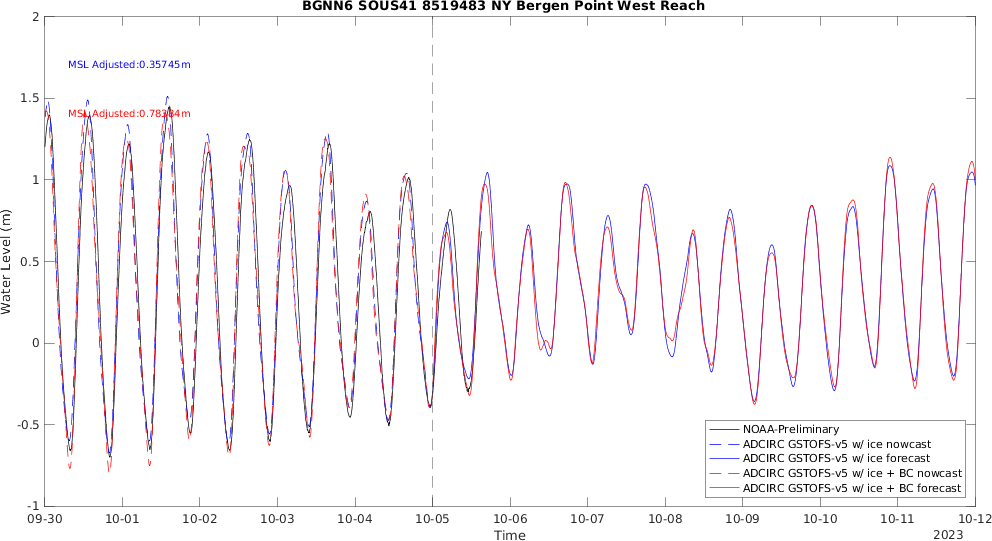 BGNN6 SOUS41 8519483 NY Bergen Point West Reach
2
1.5
1
0.5
0
-0.5
-1
Water Level (m)
MSL Adjusted:0.35745m
MSL Adjusted:0.78384m
NOAA-Preliminary
ADCIRC GSTOFS-v5 w/ ice nowcast
ADCIRC GSTOFS-v5 w/ ice forecast
ADCIRC GSTOFS-v5 w/ ice + BC nowcast
ADCIRC GSTOFS-v5 w/ ice + BC forecast
09-30 10-01 10-02 10-03 10-04 10-05 10-06 10-07 10-08 10-09 10-10 10-11 10-12
Time
2023